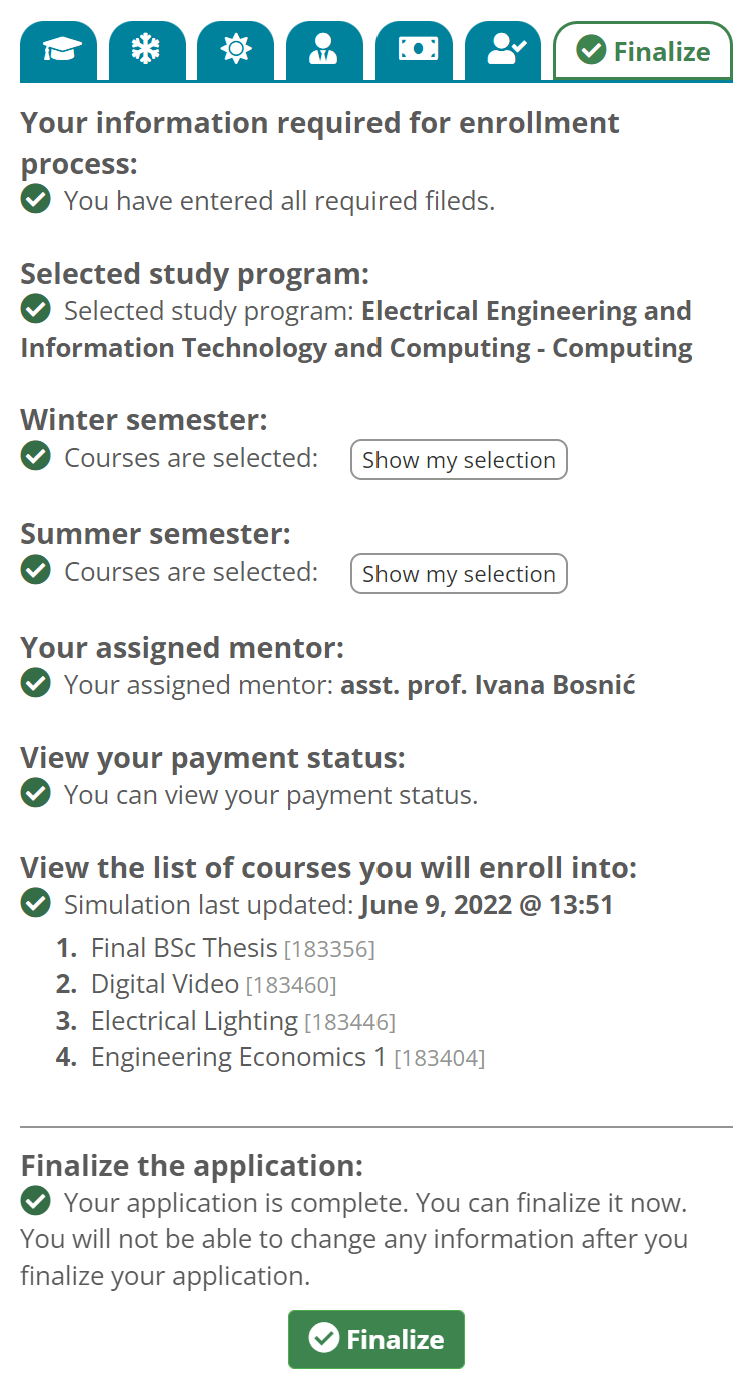 Finalize
Your information required for enrollment
process:
You have entered all required fileds.
Selected study program:
Selected study program: Electrical Engineering and
Information Technology and Computing - Computing
Winter semester:
Courses are selected: Show my selection
Summer semester:
Courses are selected: Show my selection
Your assigned mentor:
Your assigned mentor: asst. prof. Ivana Bosnić
View your payment status:
You can view your payment status.
View the list of courses you will enroll into:
Simulation last updated: June 9, 2022 @ 13:51
1. Final BSc Thesis [183356]
2. Digital Video [183460]
3. Electrical Lighting [183446]
4. Engineering Economics 1 [183404]
Finalize the application:
Your application is complete. You can finalize it now.
You will not be able to change any information after you
finalize your application.
Finalize